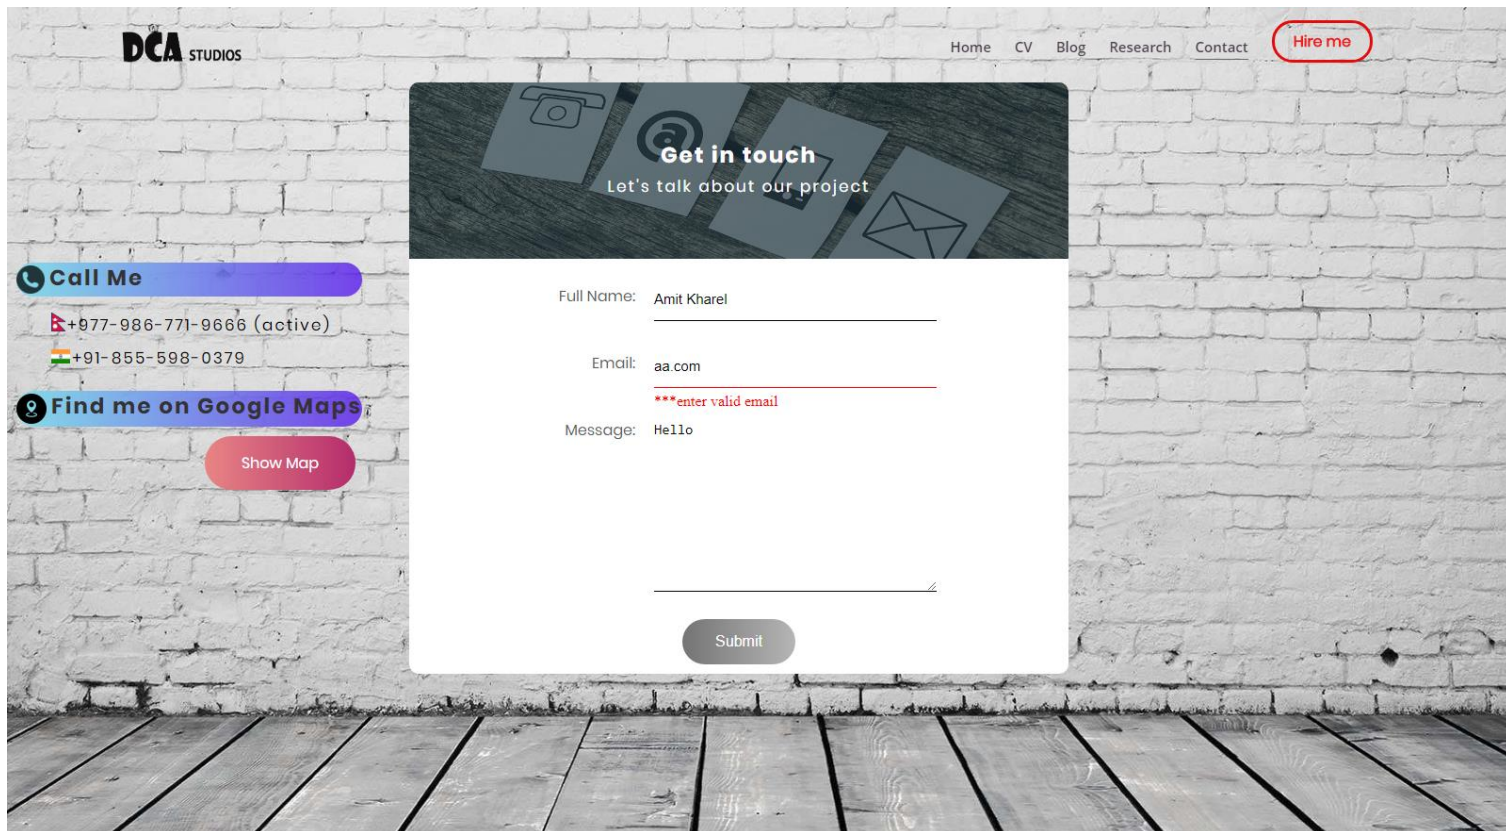 DCA STUDIOS
Home CV Blog Research Contact Hire me
Get in touch
Let's talk about our project
Call Me
+977-986-771-9666 (active)
+91-855-598-0379
Find me on Google Maps
Show Map
Full Name: Amit Kharel
Email: aa.com
***enter valid email
Message: Hello
Submit